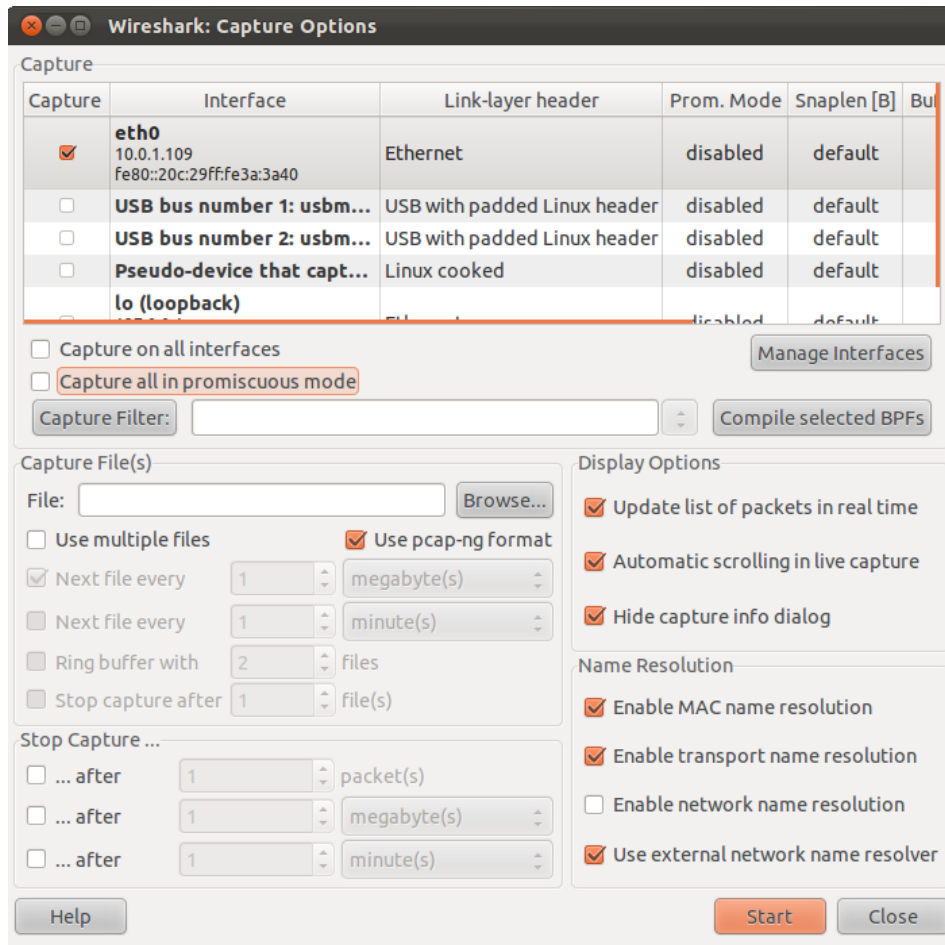 Wireshark: Capture Options
Capture
Capture Interface Link-layer header Prom. Mode Snaplen [B]
eth0
10.0.1.109 Ethernet disabled default
fe80::20c:29ff:fe3a:3a40
USB bus number 1: usbm... USB with padded Linux header disabled default
USB bus number 2: usbm... USB with padded Linux header disabled default
Pseudo-device that capt... Linux cooked disabled default
lo (loopback)
disabled default
Capture on all interfaces Manage Interfaces
Capture all in promiscuous mode
Capture Filter: Compile selected BPFs
Capture File(s)
File: Browse...
Use multiple files Use pcap-ng format
Next file every 1 megabyte(s)
Next file every 1 minute(s)
Ring buffer with 2 files
Stop capture after 1 file(s)
Stop Capture ...
... after 1 packet(s)
... after 1 megabyte(s)
... after 1 minute(s)
Display Options
Update list of packets in real time
Automatic scrolling in live capture
Hide capture info dialog
Name Resolution
Enable MAC name resolution
Enable transport name resolution
Enable network name resolution
Use external network name resolver
Help Start Close